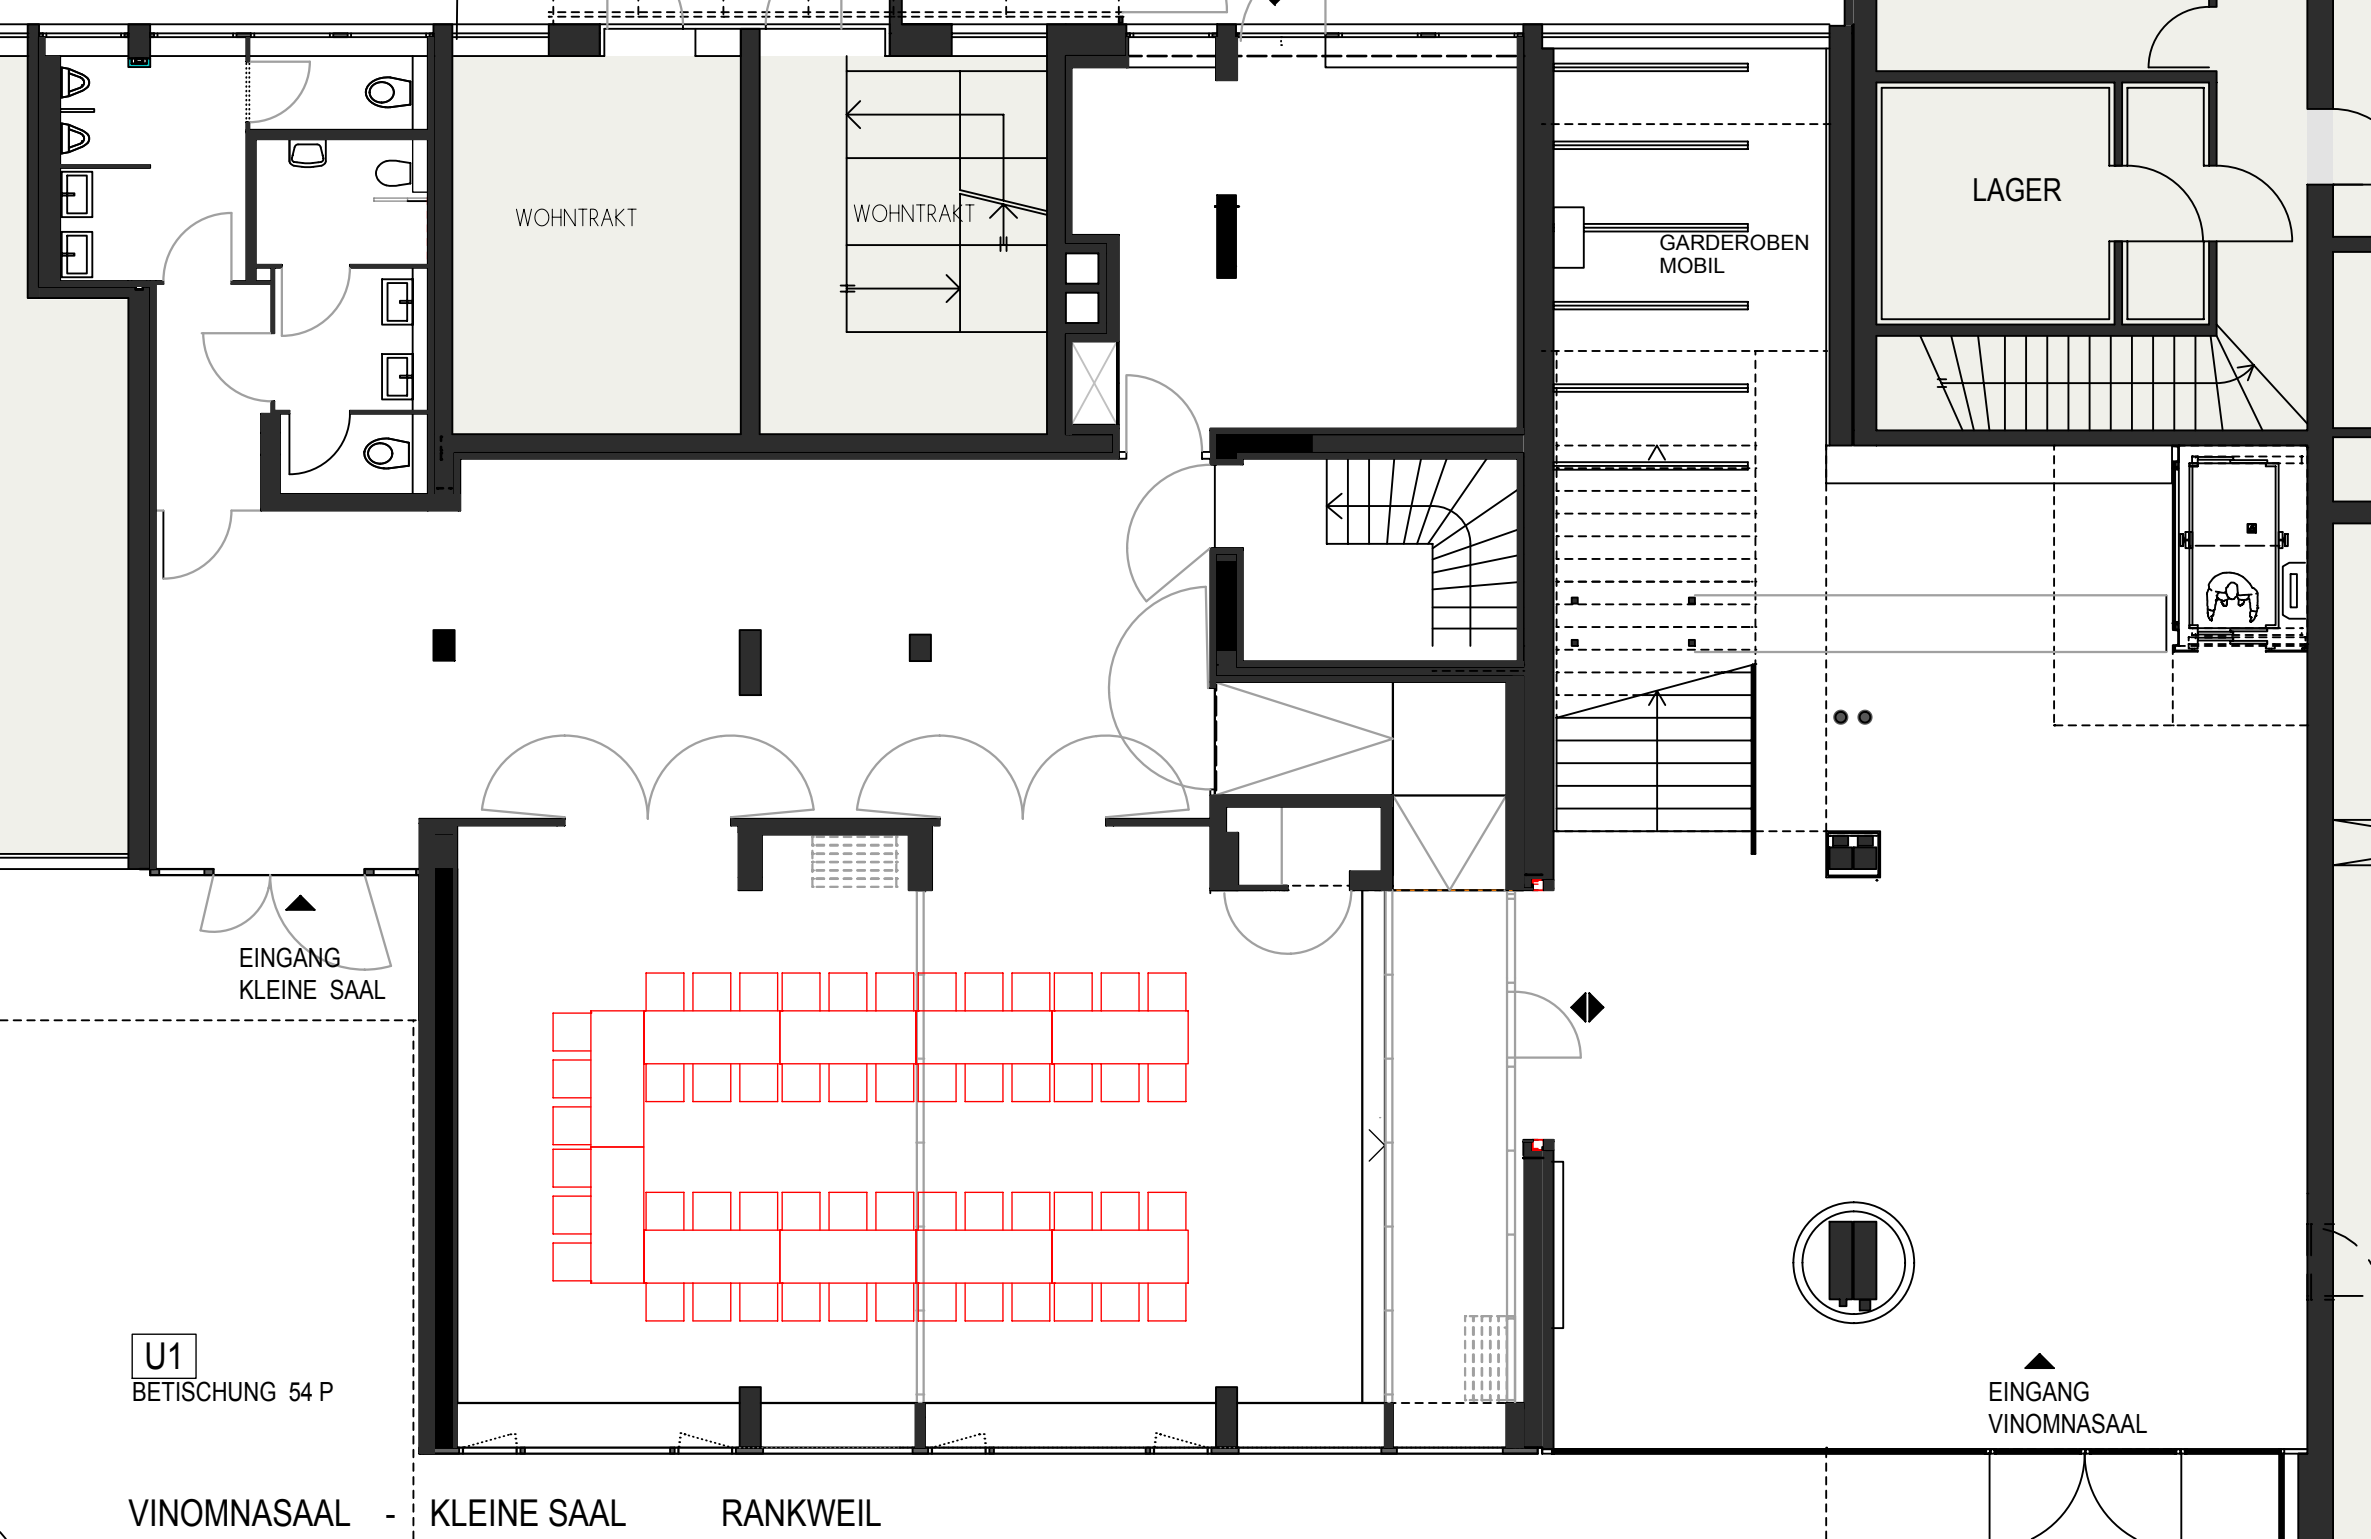 WOHNTRAKT
WOHNTRAKT
LAGER
GARDEROBEN
MOBIL
EINGANG
KLEINE SAAL
U1
BETISCHUNG 54 P
EINGANG
VINOMNASAAL
VINOMNASAAL - KLEINE SAAL RANKWEIL